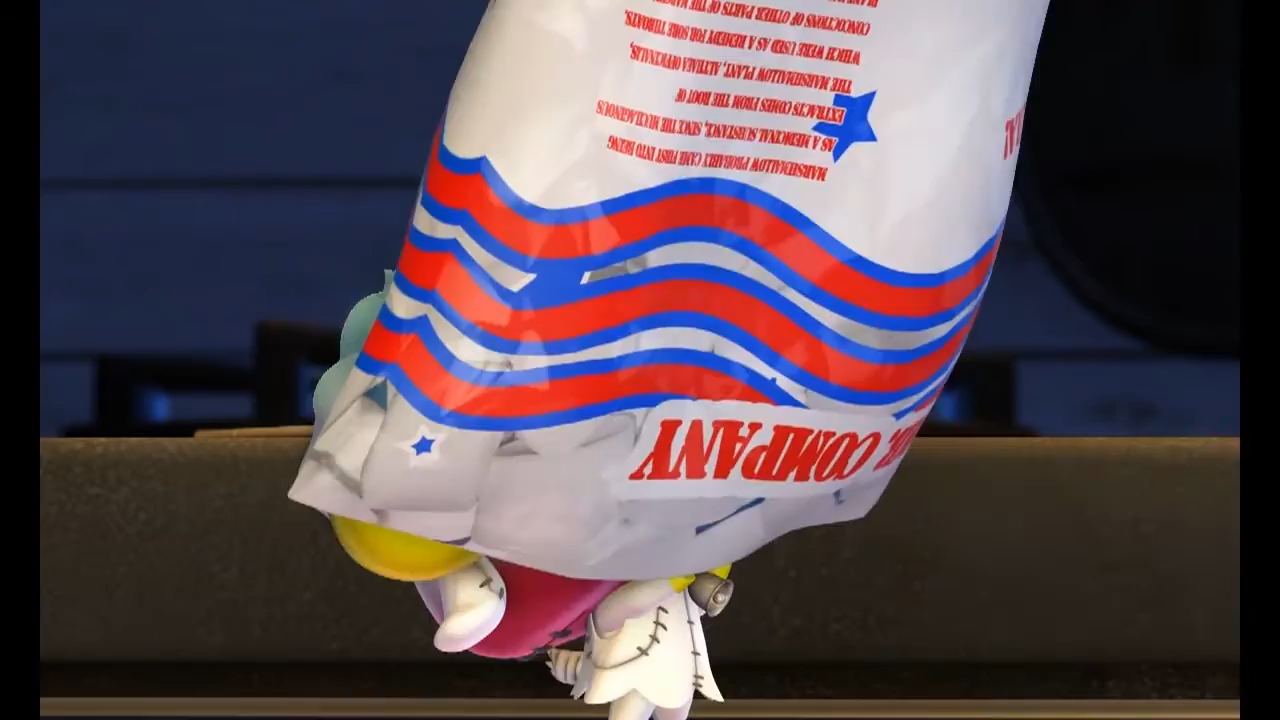 MARSHMALLOW PROBABLY CAME FIRST INTO BEING
AS A MEDICINAL SUBSTANCE, SINCE THE MUCILAGINOUS
EXTRACTS COMES FROM THE ROOT OF
THE MARSHMALLOW PLANT, ALTHAEA OFFICINALIS,
WHICH WERE USED AS A REMEDY FOR SORE THROATS.
CONCOCTIONS OF OTHER PARTS OF THE
COMPANY